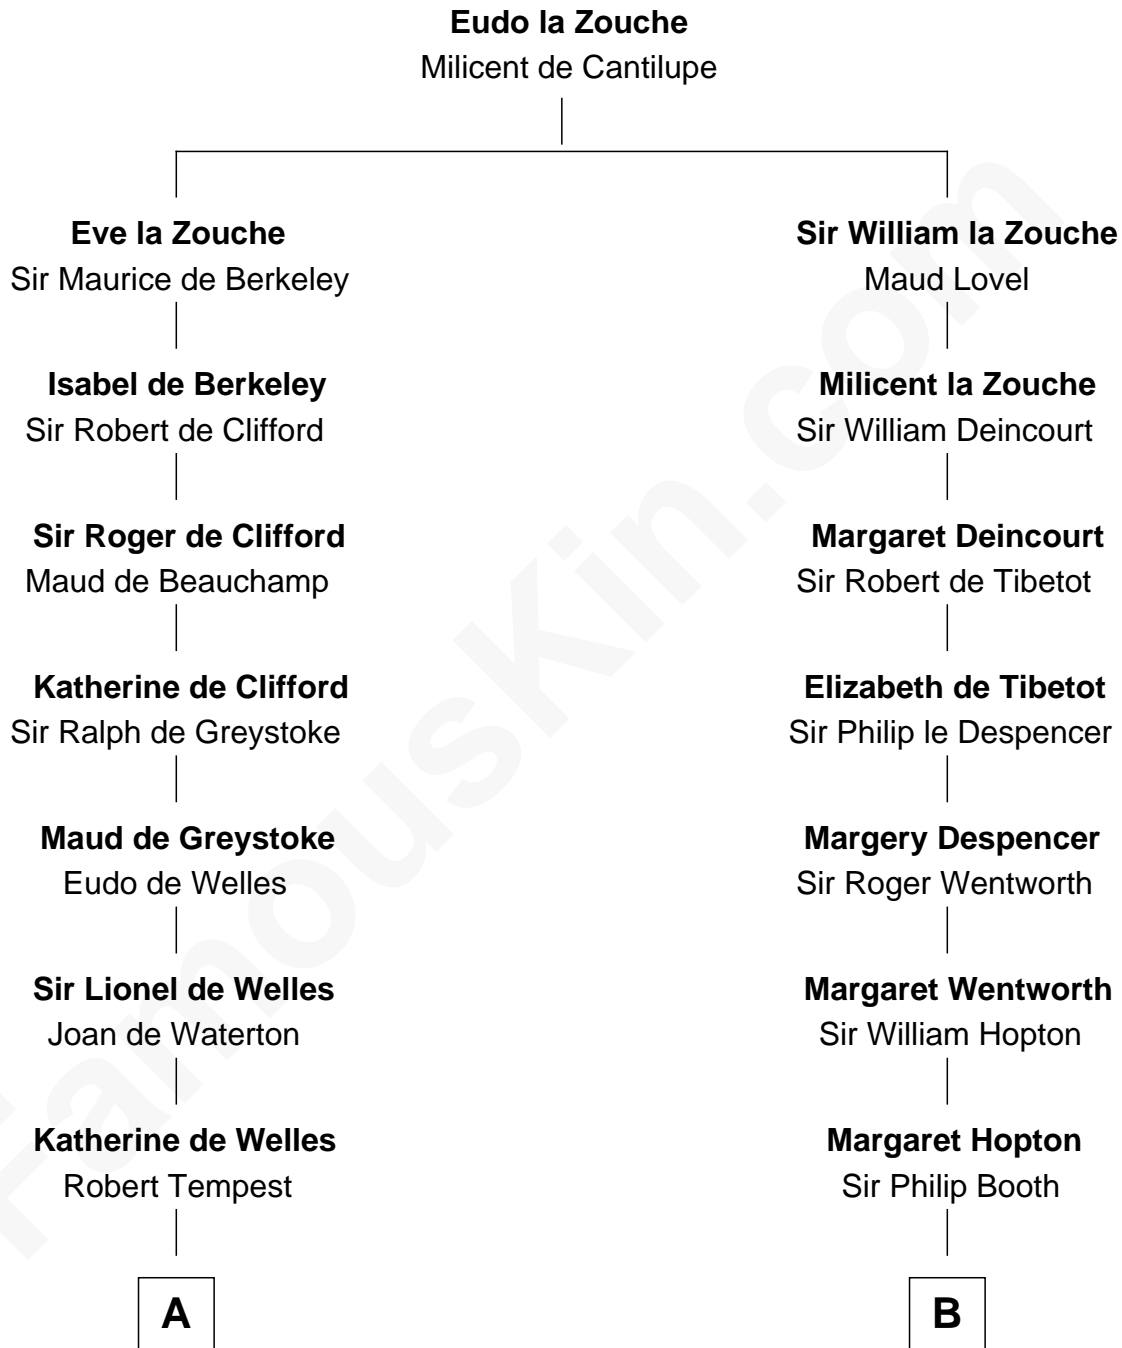 Eudo la Zouche
Milicent de Cantilupe
Eve la Zouche
Sir Maurice de Berkeley
Sir William la Zouche
Maud Lovel
Isabel de Berkeley
Sir Robert de Clifford
Milicent la Zouche
Sir William Deincourt
Sir Roger de Clifford
Maud de Beauchamp
Margaret Deincourt
Sir Robert de Tibetot
Katherine de Clifford
Sir Ralph de Greystoke
Elizabeth de Tibetot
Sir Philip le Despencer
Maud de Greystoke
Eudo de Welles
Margery Despencer
Sir Roger Wentworth
Sir Lionel de Welles
Joan de Waterton
Margaret Wentworth
Sir William Hopton
Katherine de Welles
Robert Tempest
Margaret Hopton
Sir Philip Booth
A
B
FamousKin.com